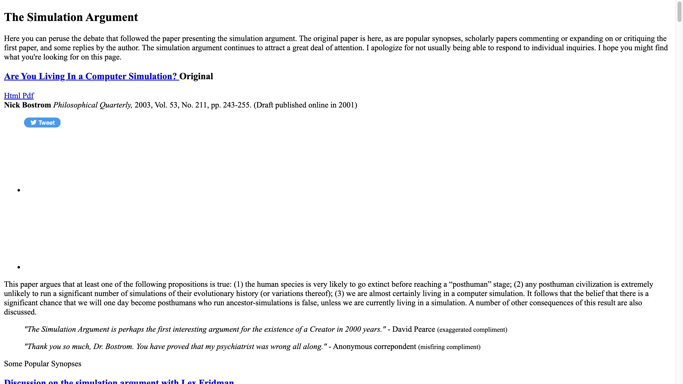 The Simulation Argument
Here you can peruse the debate that followed the paper presenting the simulation argument. The original paper is here, as are popular synopses, scholarly papers commenting or expanding on or critiquing the
first paper, and some replies by the author. The simulation argument continues to attract a great deal of attention. I apologize for not usually being able to respond to individual inquiries. I hope you might find
what you're looking for on this page.
Are You Living In a Computer Simulation? Original
Html Pdf
Nick Bostrom Philosophical Quarterly, 2003, Vol. 53, No. 211, pp. 243-255. (Draft published online in 2001)
Tweet
This paper argues that at least one of the following propositions is true: (1) the human species is very likely to go extinct before reaching a “posthuman” stage; (2) any posthuman civilization is extremely
unlikely to run a significant number of simulations of their evolutionary history (or variations thereof); (3) we are almost certainly living in a computer simulation. It follows that the belief that there is a
significant chance that we will one day become posthumans who run ancestor-simulations is false, unless we are currently living in a simulation. A number of other consequences of this result are also
discussed.
"The Simulation Argument is perhaps the first interesting argument for the existence of a Creator in 2000 years." - David Pearce (exaggerated compliment)
"Thank you so much, Dr. Bostrom. You have proved that my psychiatrist was wrong all along." - Anonymous correpondent (misfiring compliment)
Some Popular Synopses
Discussion on the simulation argument with Lex Fridman